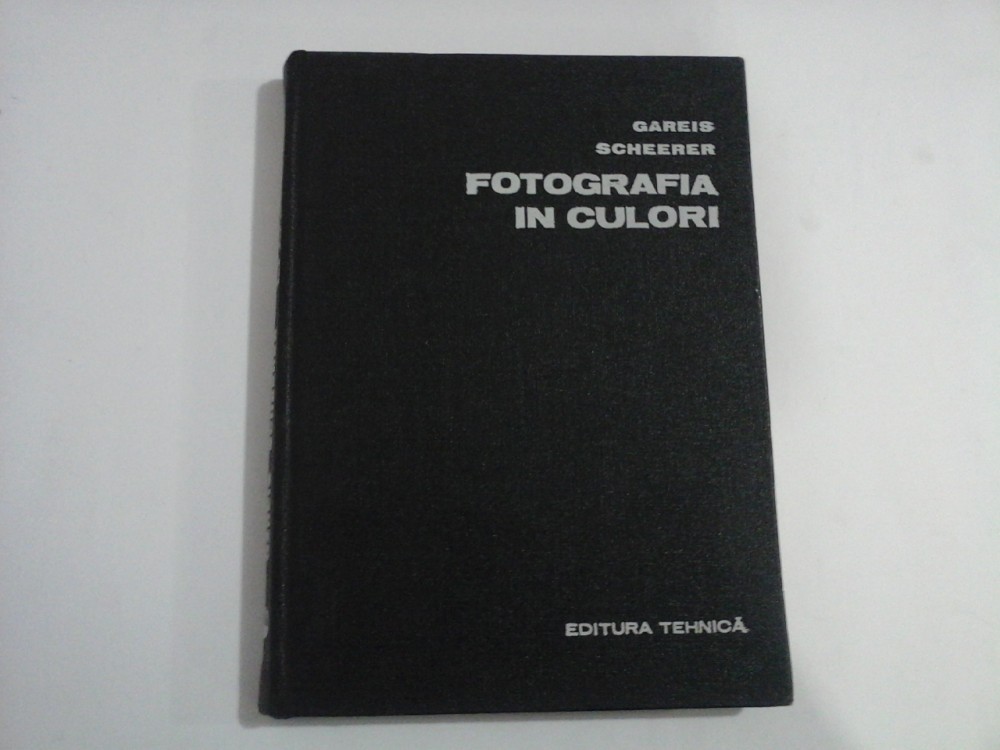 GAREIS
SCHEERER
FOTOGRAFIA
IN CULORI
EDITURA TEHNICĂ